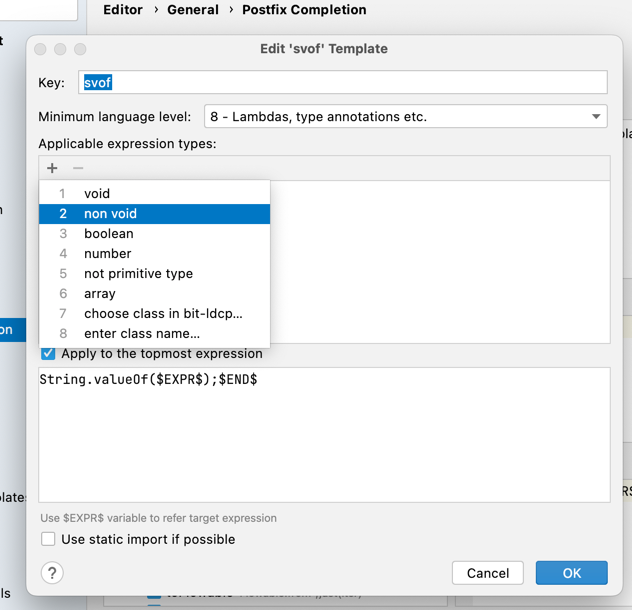 Editor › General › Postfix Completion
Edit 'svof' Template
Key: svof
Minimum language level: 8 - Lambdas, type annotations etc.
Applicable expression types:
1 void
2 non void
3 boolean
4 number
5 not primitive type
6 array
7 choose class in bit-ldcp...
8 enter class name...
on
Apply to the topmost expression
String.valueOf($EXPR$);$END$
Use $EXPR$ variable to refer target expression
Use static import if possible
? Cancel OK